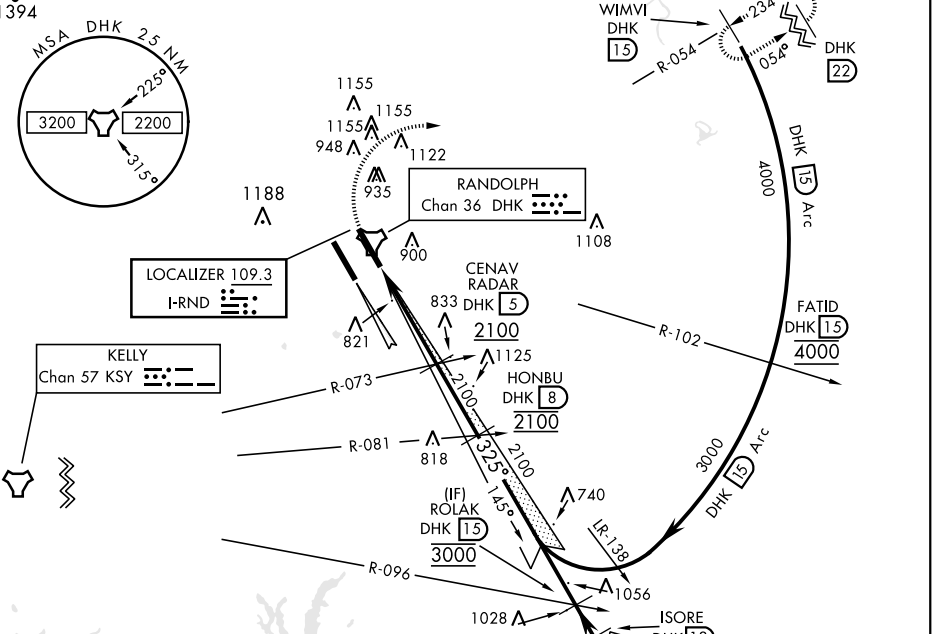 1394
MSA DHK 25 NM
225°
3200
2200
315°
WIMVI
DHK
15
234
R-054
054°
DHK
22
1155
1155
1155
948
1122
935
RANDOLPH
Chan 36 DHK
1188
900
1108
LOCALIZER 109.3
I-RND
CENAV
RADAR
DHK 5
2100
833
821
DHK 15 Arc
4000
FATID
DHK 15
4000
R-102
KELLY
Chan 57 KSY
R-073
1125
2100
HONBU
DHK 8
2100
R-081
818
325°
2100
145°
3000
DHK 15 Arc
(IF)
ROLAK
DHK 15
3000
740
LR-138
R-096
1056
1028
ISORE